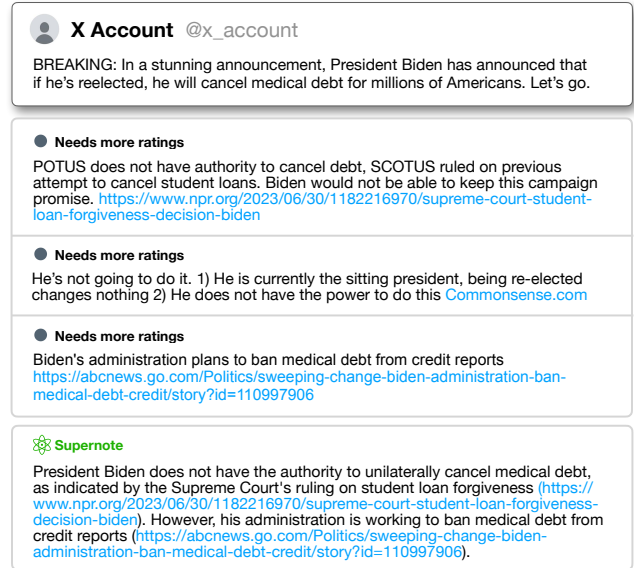 X Account @x_account
BREAKING: In a stunning announcement, President Biden has announced that
if he's reelected, he will cancel medical debt for millions of Americans. Let's go.
Needs more ratings
POTUS does not have authority to cancel debt, SCOTUS ruled on previous
attempt to cancel student loans. Biden would not be able to keep this campaign
promise. https://www.npr.org/2023/06/30/1182216970/supreme-court-student-
loan-forgiveness-decision-biden
Needs more ratings
He's not going to do it. 1) He is currently the sitting president, being re-elected
changes nothing 2) He does not have the power to do this Commonsense.com
Needs more ratings
Biden's administration plans to ban medical debt from credit reports
https://abcnews.go.com/Politics/sweeping-change-biden-administration-ban-
medical-debt-credit/story?id=110997906
Supernote
President Biden does not have the authority to unilaterally cancel medical debt,
as indicated by the Supreme Court's ruling on student loan forgiveness (https://
www.npr.org/2023/06/30/1182216970/supreme-court-student-loan-forgiveness-
decision-biden). However, his administration is working to ban medical debt from
credit reports (https://abcnews.go.com/Politics/sweeping-change-biden-
administration-ban-medical-debt-credit/story?id=110997906).